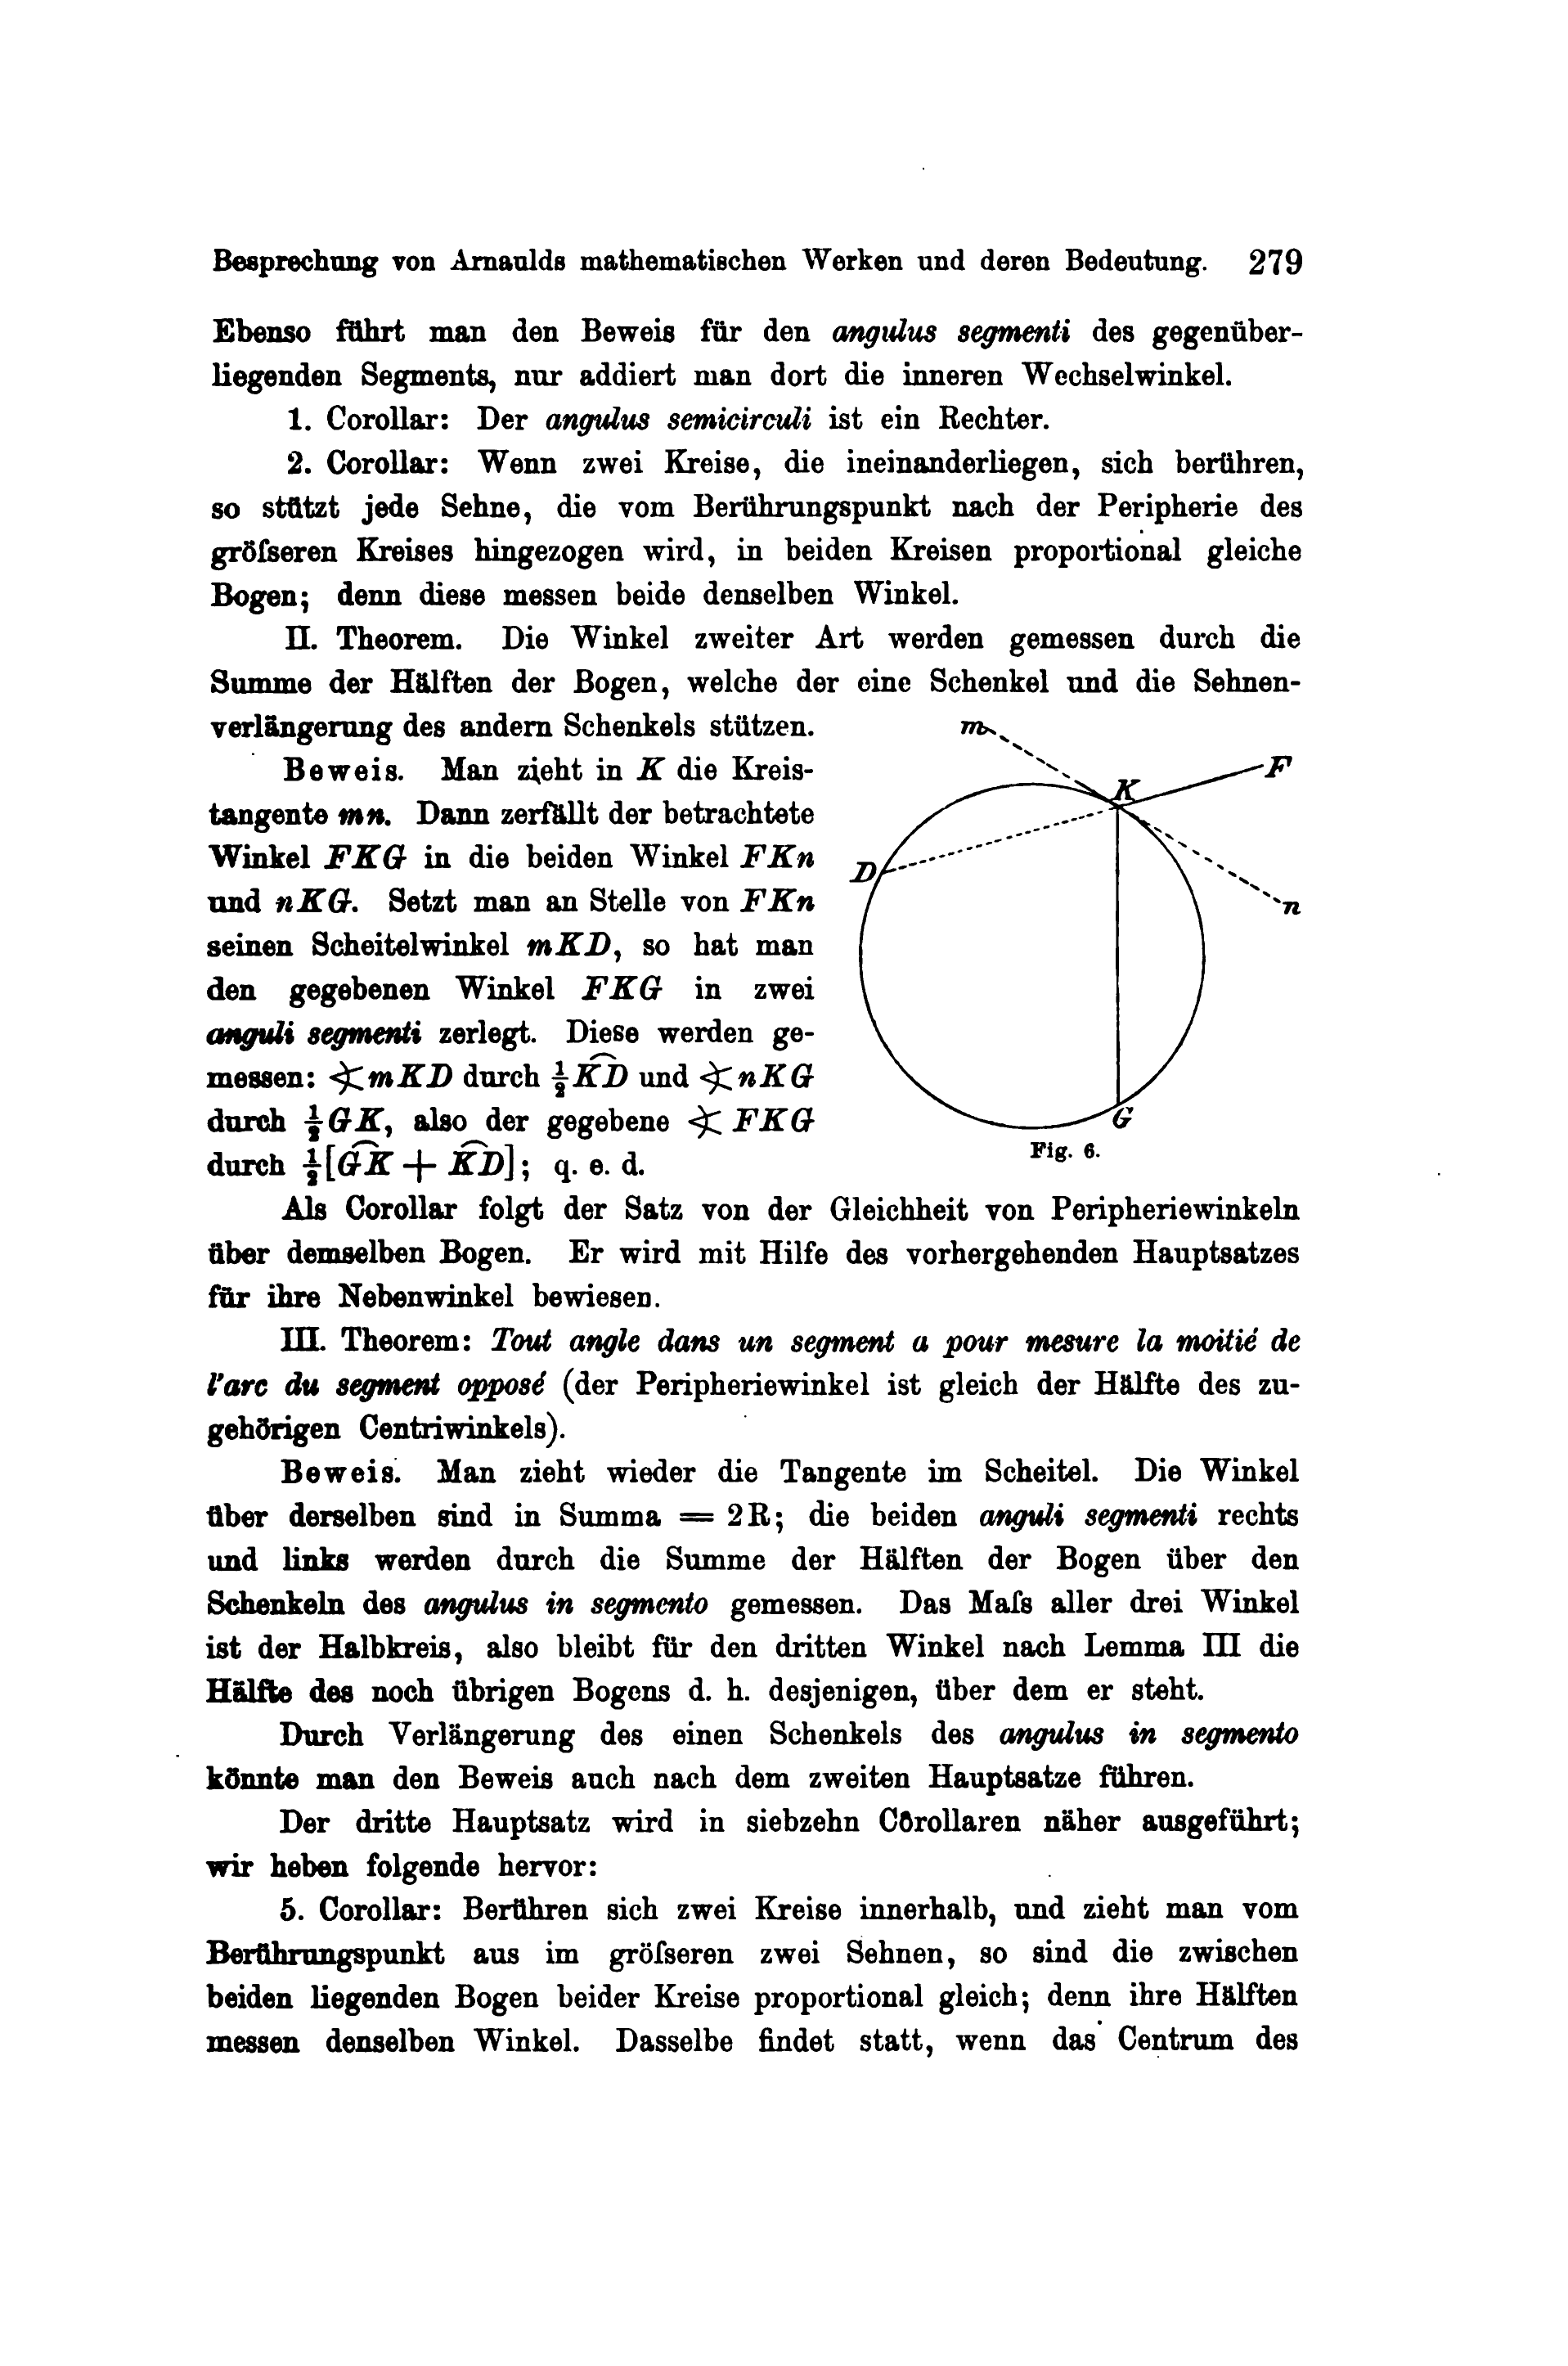 Besprechung von Arnaulds mathematischen Werken und deren Bedeutung. 279
Ebenso führt man den Beweis für den angulus segmenti des gegenüber-
liegenden Segments, nur addiert man dort die inneren Wechselwinkel.
1. Corollar: Der angulus semicirculi ist ein Rechter.
2. Corollar: Wenn zwei Kreise, die ineinanderliegen, sich berühren,
so stützt jede Sehne, die vom Berührungspunkt nach der Peripherie des
gröſseren Kreises hingezogen wird, in beiden Kreisen proportional gleiche
Bogen; denn diese messen beide denselben Winkel.
II. Theorem. Die Winkel zweiter Art werden gemessen durch die
Summe der Hälften der Bogen, welche der eine Schenkel und die Sehnen-
verlängerung des andern Schenkels stützen.
Beweis. Man zieht in K die Kreis-
tangente mn. Dann zerfällt der betrachtete
Winkel FKG in die beiden Winkel FKn
und nKG. Setzt man an Stelle von FKn
seinen Scheitelwinkel mKD, so hat man
den gegebenen Winkel FKG in zwei
anguli segmenti zerlegt. Diese werden ge-
messen: ∢mKD durch ½K͡D und ∢nKG
durch ½GK, also der gegebene ∢FKG
durch ½[G͡K + K͡D]; q. e. d.
m
F
K
D
n
G
Fig. 6.
Als Corollar folgt der Satz von der Gleichheit von Peripheriewinkeln
über demselben Bogen. Er wird mit Hilfe des vorhergehenden Hauptsatzes
für ihre Nebenwinkel bewiesen.
III. Theorem: Tout angle dans un segment a pour mesure la moitié de
l'arc du segment opposé (der Peripheriewinkel ist gleich der Hälfte des zu-
gehörigen Centriwinkels).
Beweis. Man zieht wieder die Tangente im Scheitel. Die Winkel
über derselben sind in Summa = 2R; die beiden anguli segmenti rechts
und links werden durch die Summe der Hälften der Bogen über den
Schenkeln des angulus in segmento gemessen. Das Maſs aller drei Winkel
ist der Halbkreis, also bleibt für den dritten Winkel nach Lemma III die
Hälfte des noch übrigen Bogens d. h. desjenigen, über dem er steht.
Durch Verlängerung des einen Schenkels des angulus in segmento
könnte man den Beweis auch nach dem zweiten Hauptsatze führen.
Der dritte Hauptsatz wird in siebzehn Corollaren näher ausgeführt;
wir heben folgende hervor:
5. Corollar: Berühren sich zwei Kreise innerhalb, und zieht man vom
Berührungspunkt aus im gröſseren zwei Sehnen, so sind die zwischen
beiden liegenden Bogen beider Kreise proportional gleich; denn ihre Hälften
messen denselben Winkel. Dasselbe findet statt, wenn das Centrum des